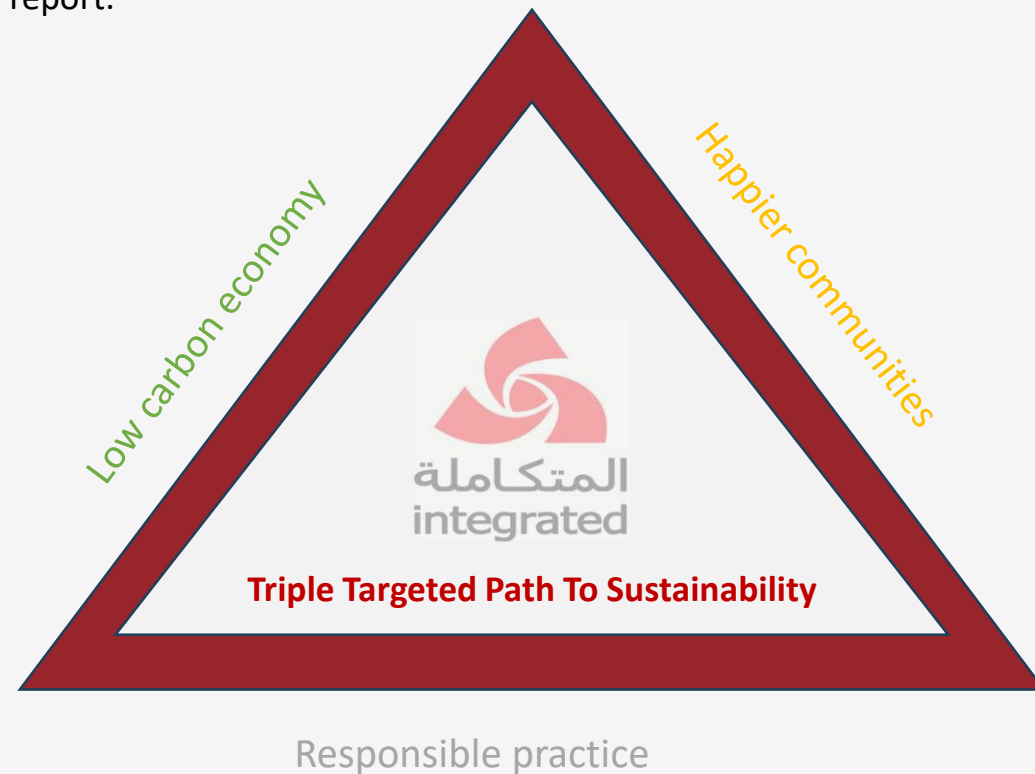 report.
Low carbon economy
Happier communities
المتكاملة
integrated
Triple Targeted Path To Sustainability
Responsible practice